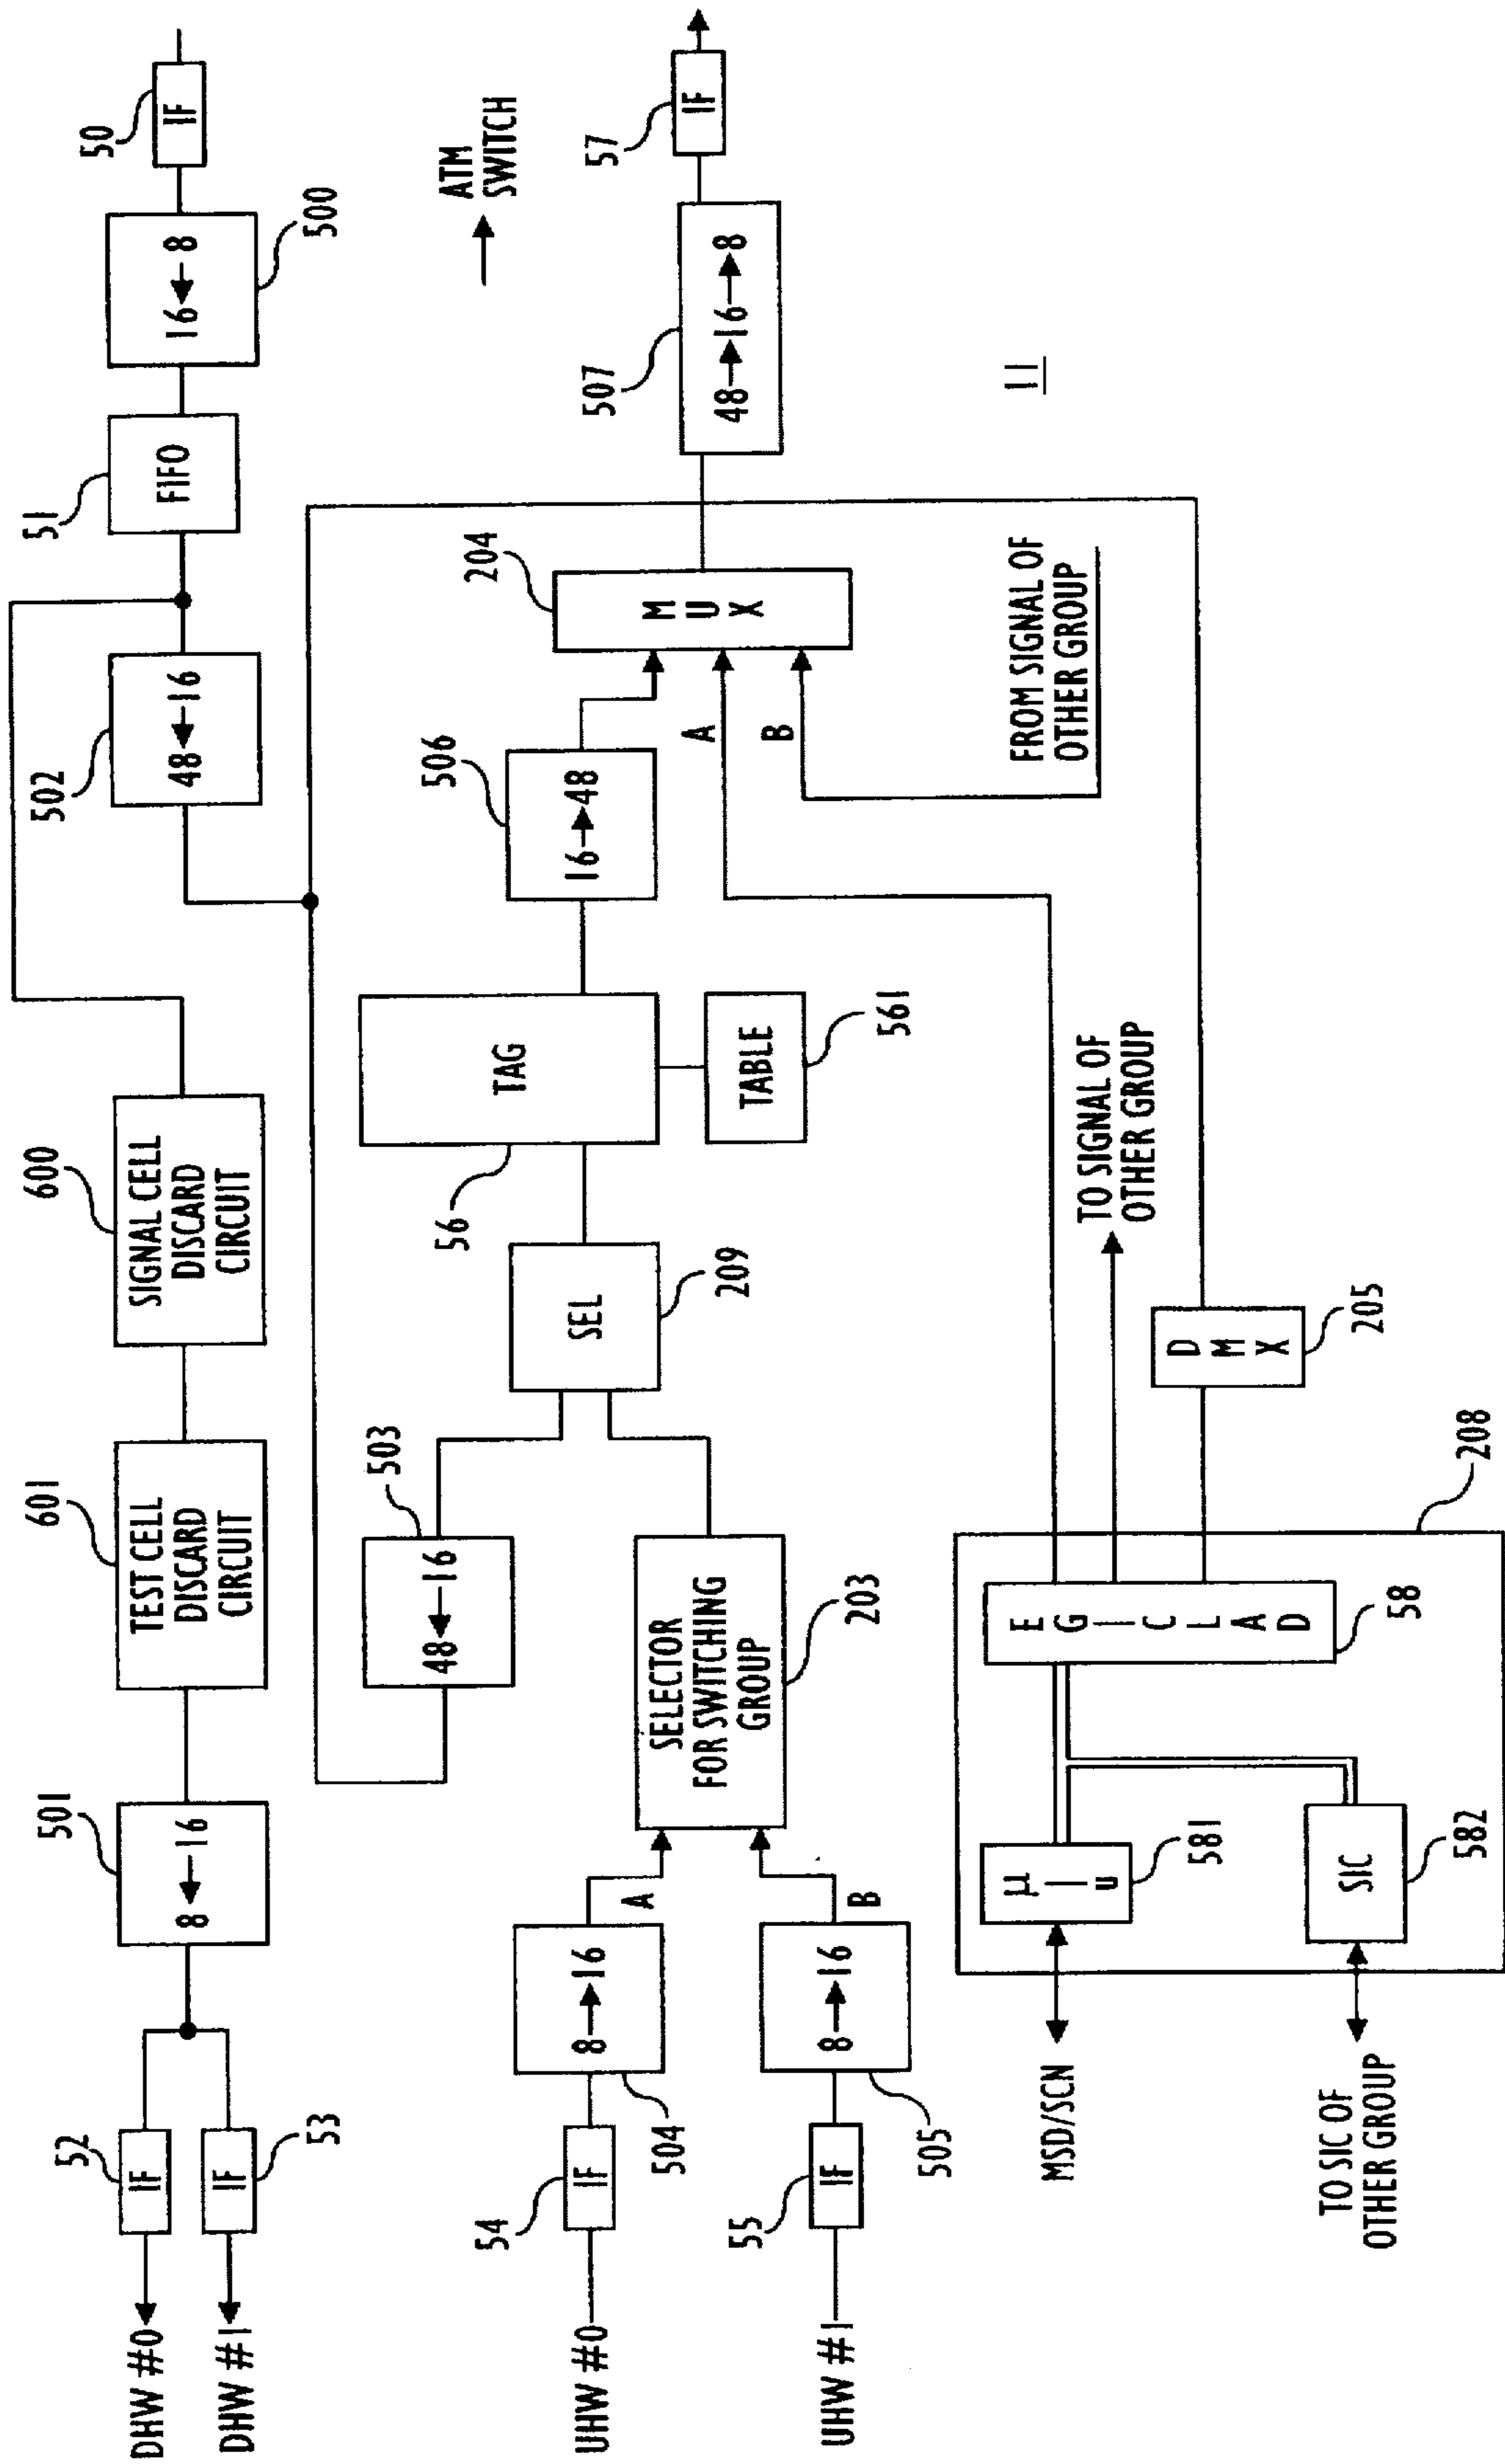 DHW #0
DHW #1
52
IF
IF
53
501
8←16
601
TEST CELL
DISCARD
CIRCUIT
600
SIGNAL CELL
DISCARD
CIRCUIT
502
48←16
51
FIFO
16←8
500
50
IF
UHW #0
54
IF
8→16
504
A
UHW #1
55
IF
8→16
505
B
503
48←16
SELECTOR
FOR SWITCHING
GROUP
203
SEL
209
56
TAG
TABLE
561
506
16→48
A
B
204
MUX
507
48→16→8
57
IF
ATM
SWITCH
11
FROM SIGNAL OF
OTHER GROUP
TO SIGNAL OF
OTHER GROUP
MSD/SCN
TO SIC OF
OTHER GROUP
μIu
581
SIC
582
EGICLAD
58
208
DMX
205